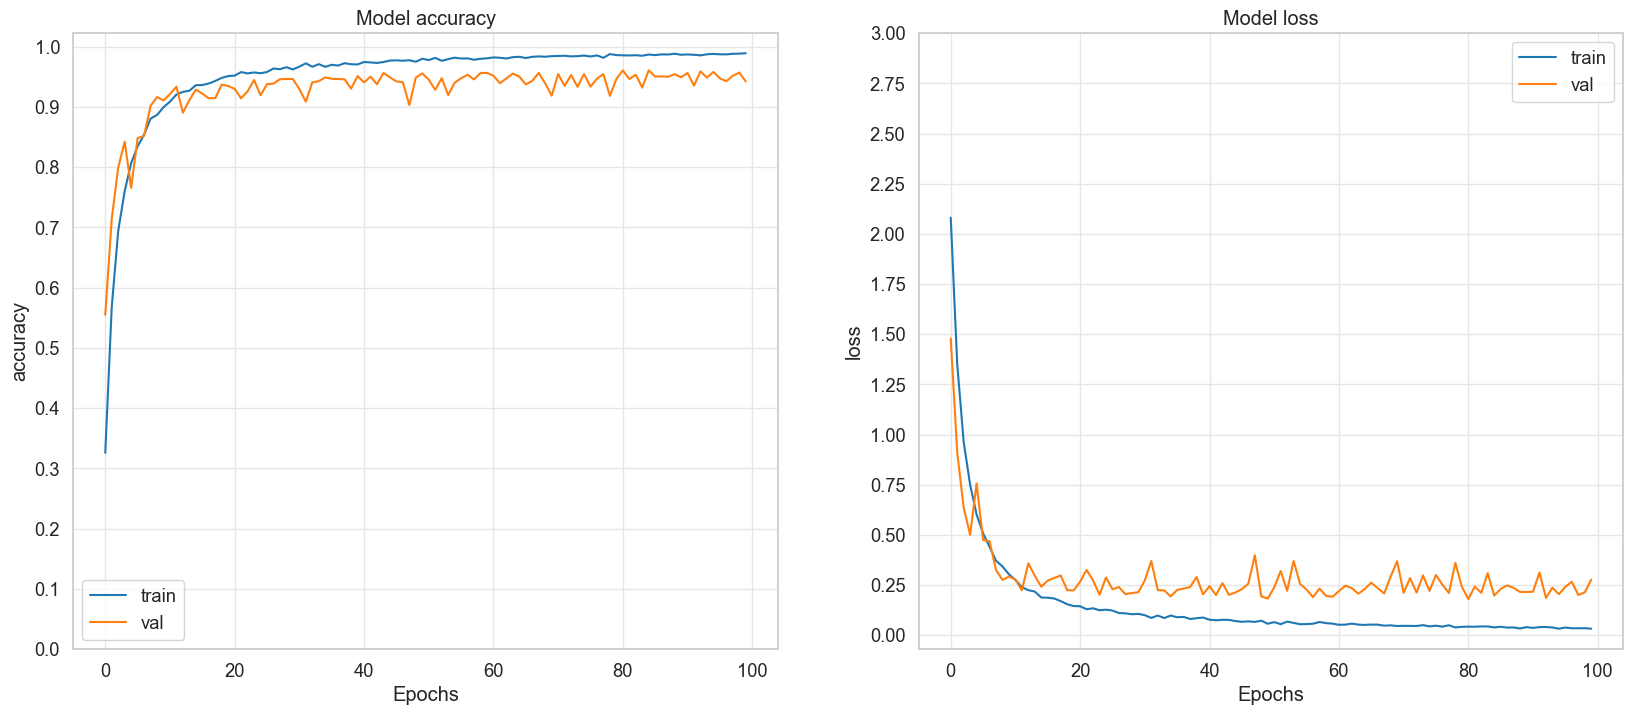 Model accuracy
1.0
0.9
0.8
0.7
0.6
0.5
0.4
0.3
0.2
0.1
0.0
accuracy
train
val
0 20 40 60 80 100
Epochs
Model loss
3.00
2.75
2.50
2.25
2.00
1.75
1.50
1.25
1.00
0.75
0.50
0.25
0.00
loss
train
val
0 20 40 60 80 100
Epochs